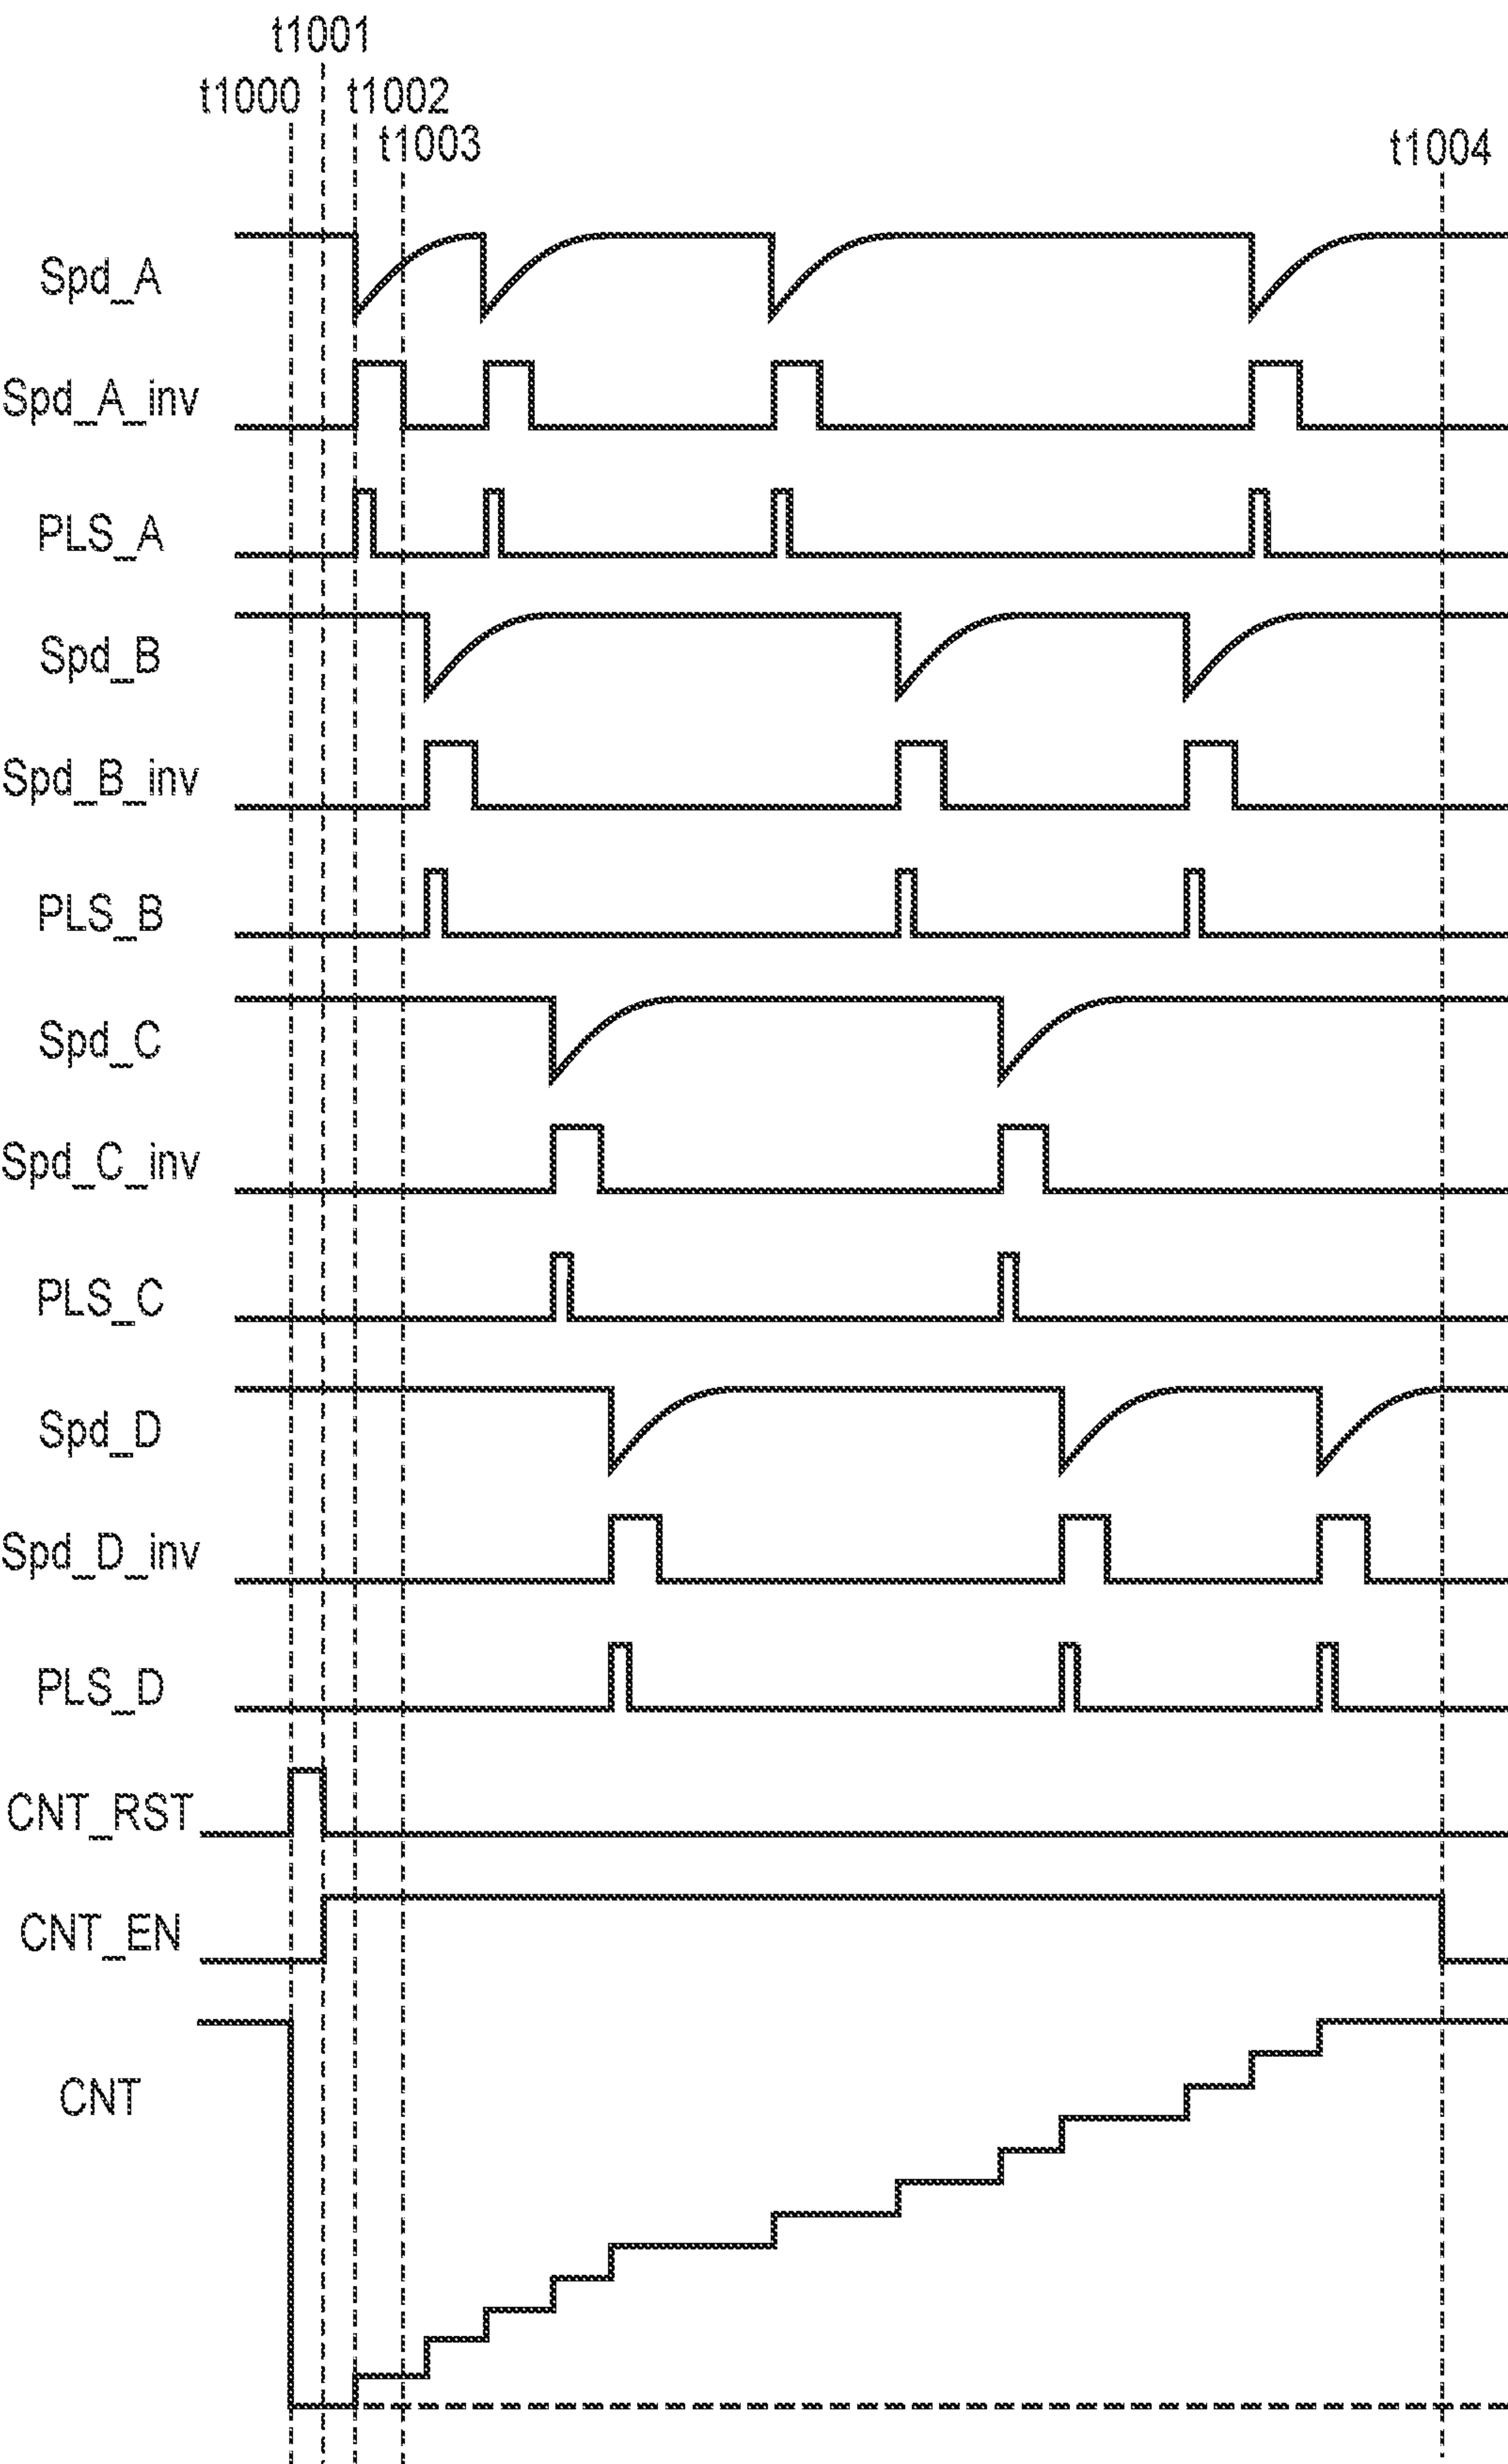 t1001
t1000 t1002
t1003
t1004
Spd_A
Spd_A_inv
PLS_A
Spd_B
Spd_B_inv
PLS_B
Spd_C
Spd_C_inv
PLS_C
Spd_D
Spd_D_inv
PLS_D
CNT_RST
CNT_EN
CNT